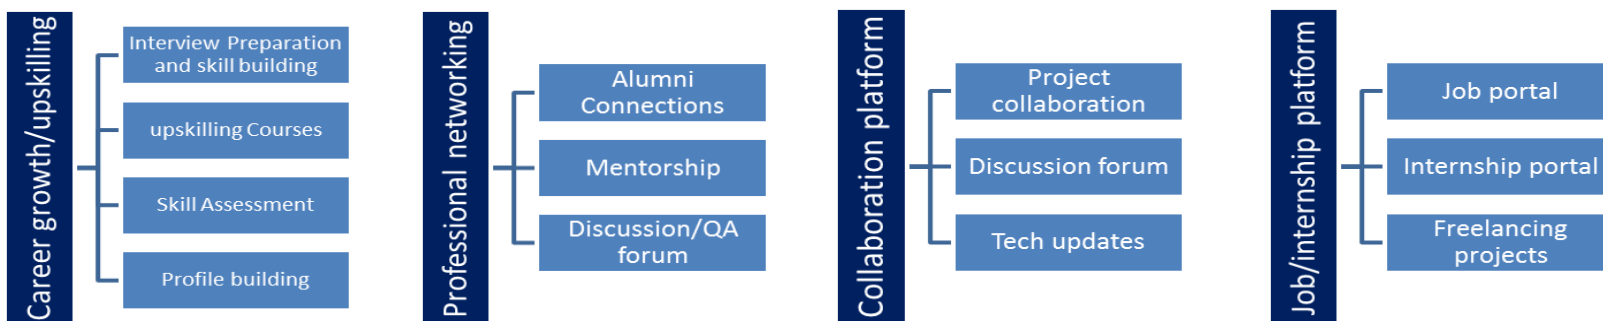 Career growth/upskilling
Interview Preparation
and skill building
upskilling Courses
Skill Assessment
Profile building
Professional networking
Alumni
Connections
Mentorship
Discussion/QA
forum
Collaboration platform
Project
collaboration
Discussion forum
Tech updates
Job/internship platform
Job portal
Internship portal
Freelancing
projects